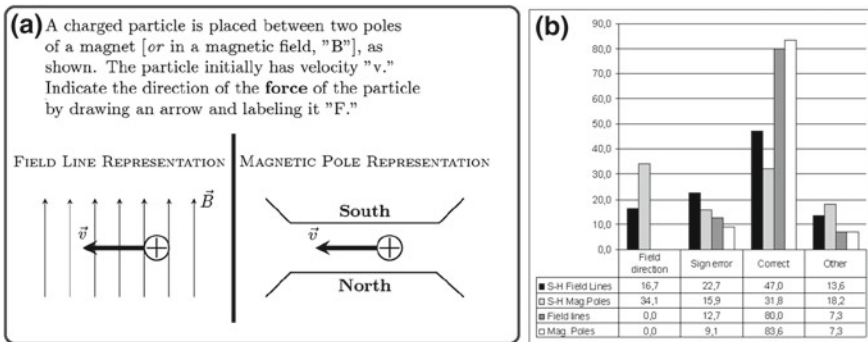 (a) A charged particle is placed between two poles
of a magnet [or in a magnetic field, "B"], as
shown. The particle initially has velocity "v."
Indicate the direction of the force of the particle
by drawing an arrow and labeling it "F."
FIELD LINE REPRESENTATION
MAGNETIC POLE REPRESENTATION
B⃗
v⃗
South
v⃗
North
(b)
90,0
80,0
70,0
60,0
50,0
40,0
30,0
20,0
10,0
0,0
Field direction Sign error Correct Other
S-H Field Lines 16,7 22,7 47,0 13,6
S-H Mag.Poles 34,1 15,9 31,8 18,2
Field lines 0,0 12,7 80,0 7,3
Mag. Poles 0,0 9,1 83,6 7,3